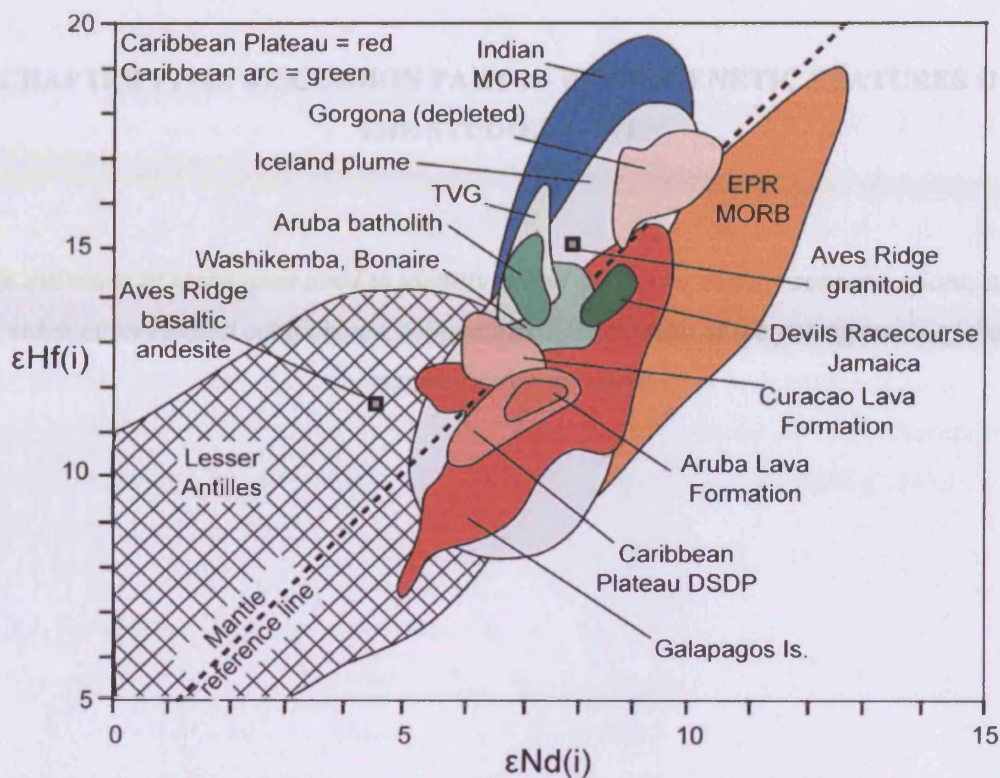 Caribbean Plateau = red
Caribbean arc = green
Indian
MORB
Gorgona (depleted)
Iceland plume
TVG
Aruba batholith
Washikemba, Bonaire
Aves Ridge
basaltic
andesite
EPR
MORB
Aves Ridge
granitoid
Devils Racecourse
Jamaica
Curacao Lava
Formation
Aruba Lava
Formation
Caribbean
Plateau DSDP
Galapagos Is.
Lesser
Antilles
Mantle
reference line
εHf(i)
20
15
10
5
0
5
10
15
εNd(i)